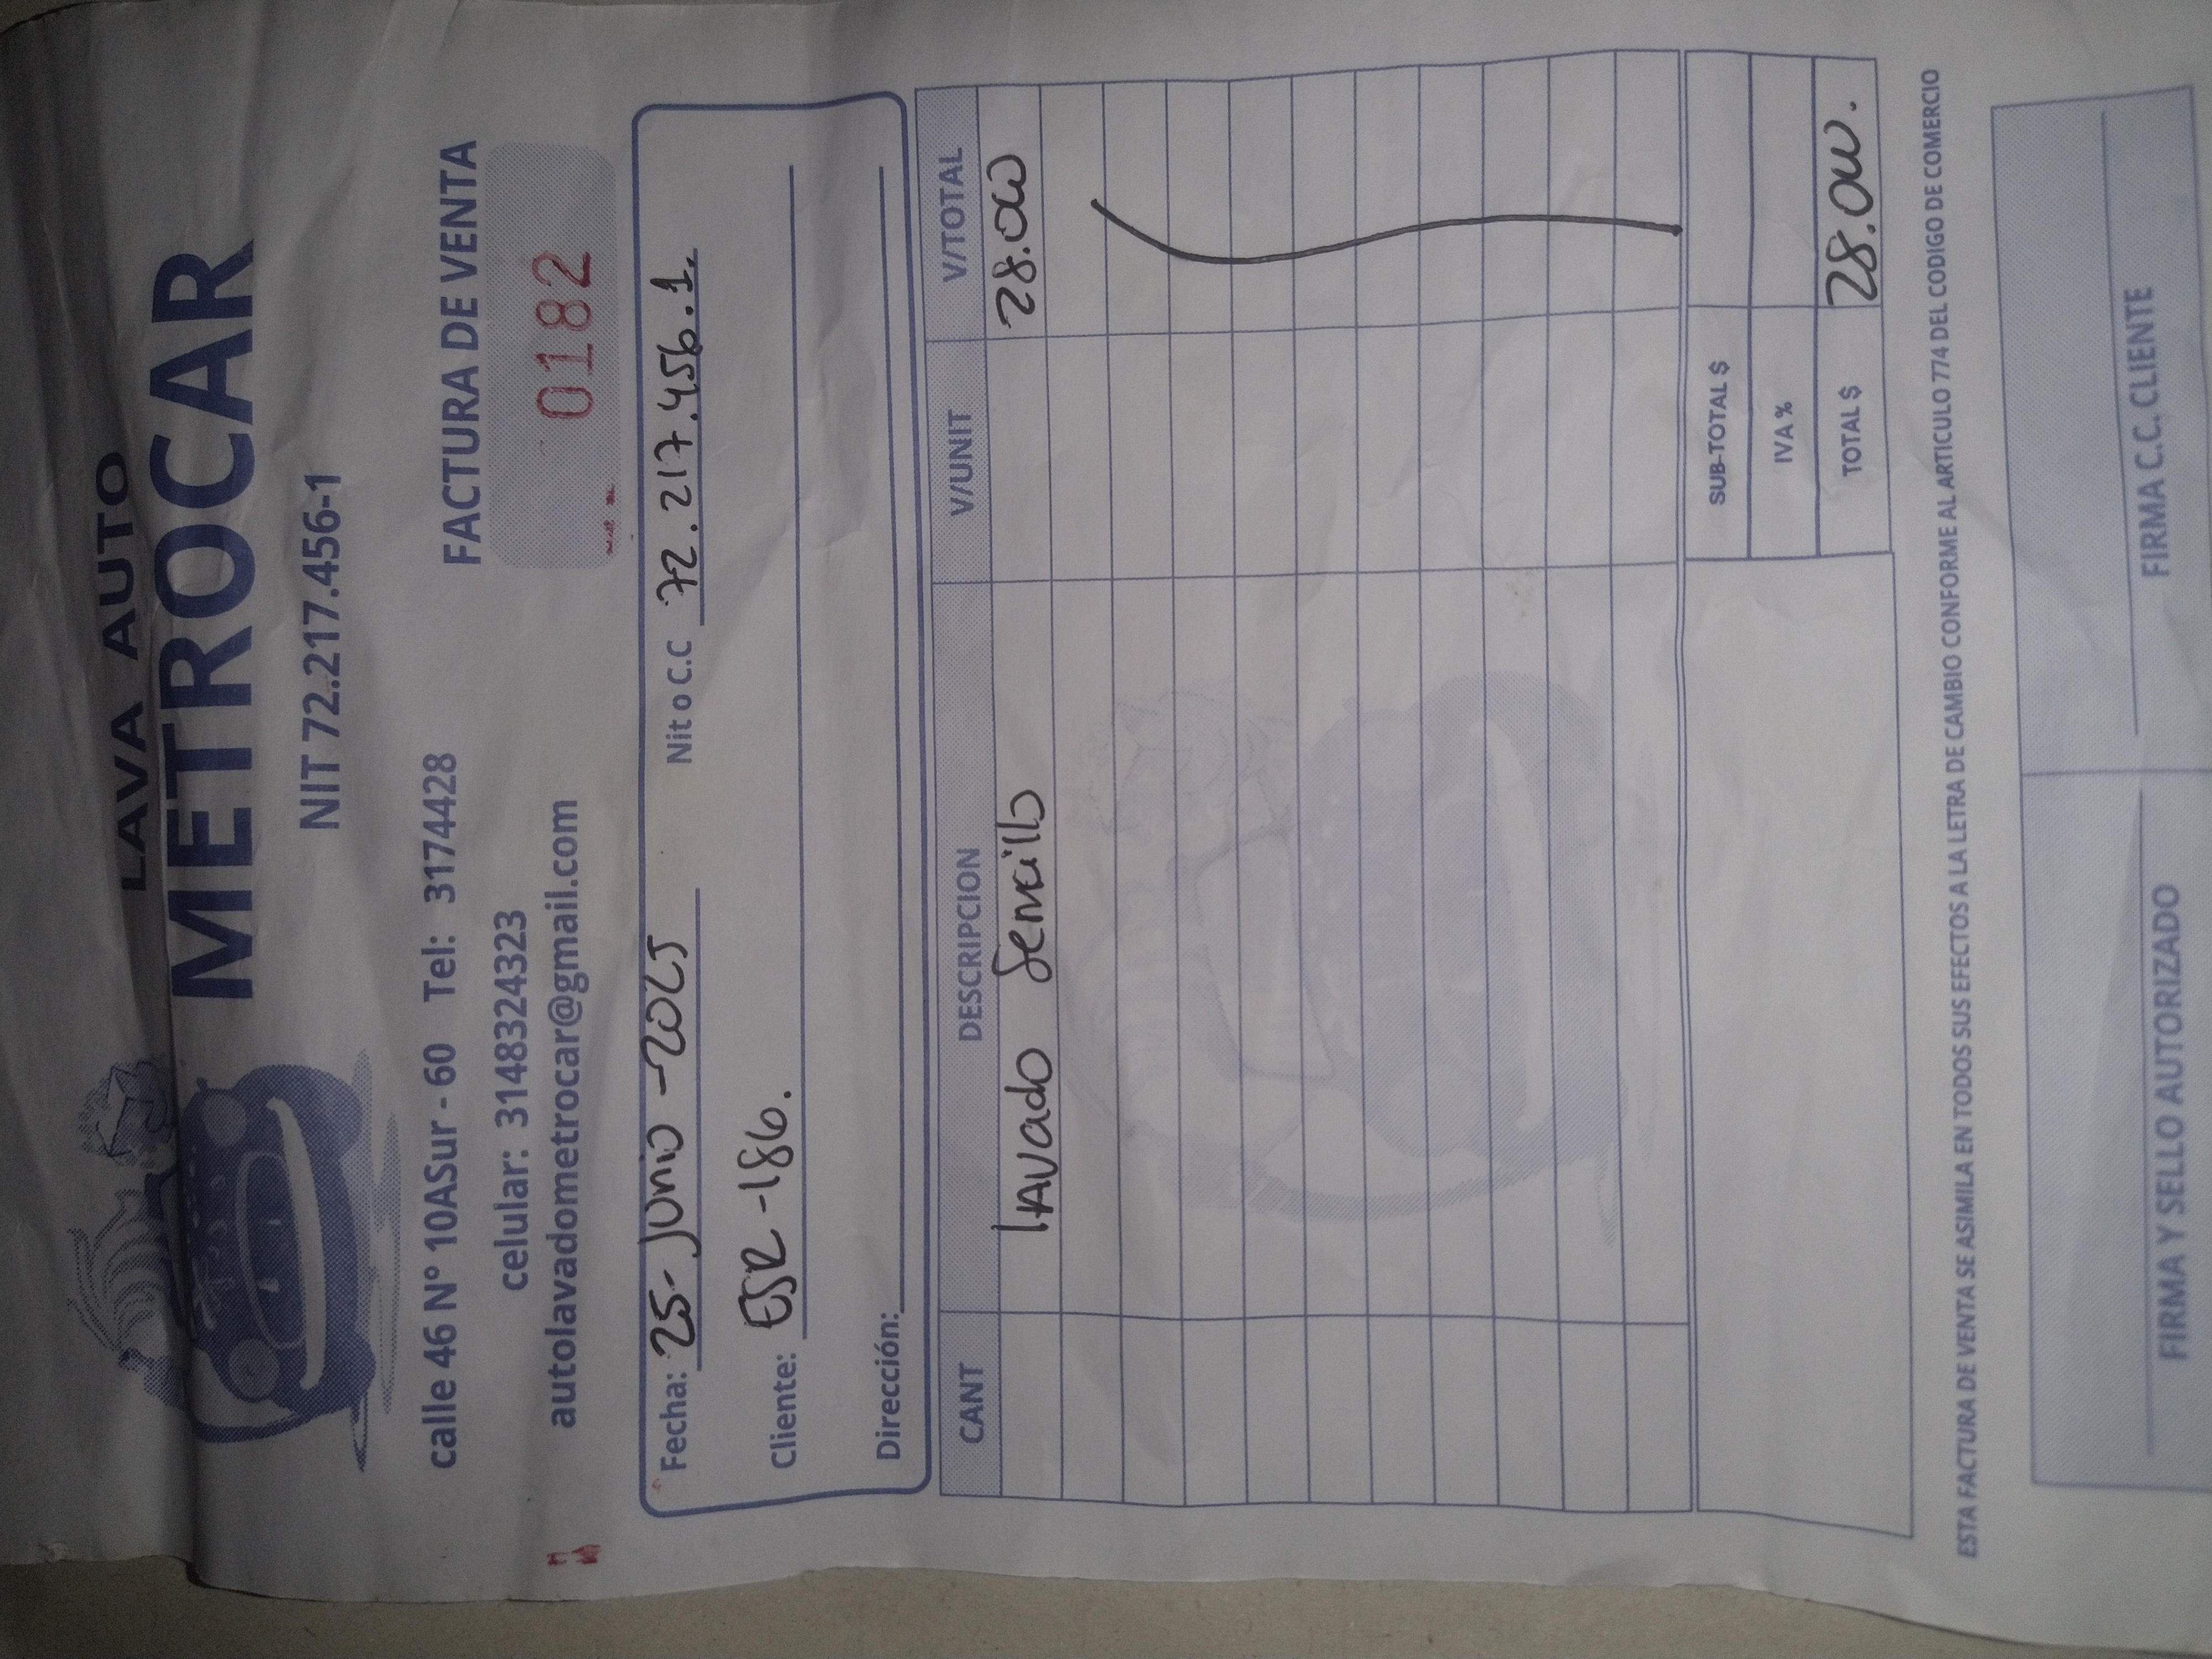 LAVA AUTO
METROCAR
NIT 72.217.456-1
calle 46 N° 10ASur - 60 Tel: 3174428
celular: 3148324323
autolavadometrocar@gmail.com
FACTURA DE VENTA
0182
Fecha: 25-Junio-2025 Nit o C.C 72.217.456.1.
Cliente: ESR-186.
Dirección:
CANT DESCRIPCION V/UNIT V/TOTAL
lavado Sencillo 28.000
SUB-TOTAL $
IVA %
TOTAL $ 28.000.
ESTA FACTURA DE VENTA SE ASIMILA EN TODOS SUS EFECTOS A LA LETRA DE CAMBIO CONFORME AL ARTICULO 774 DEL CODIGO DE COMERCIO
FIRMA Y SELLO AUTORIZADO FIRMA C.C. CLIENTE